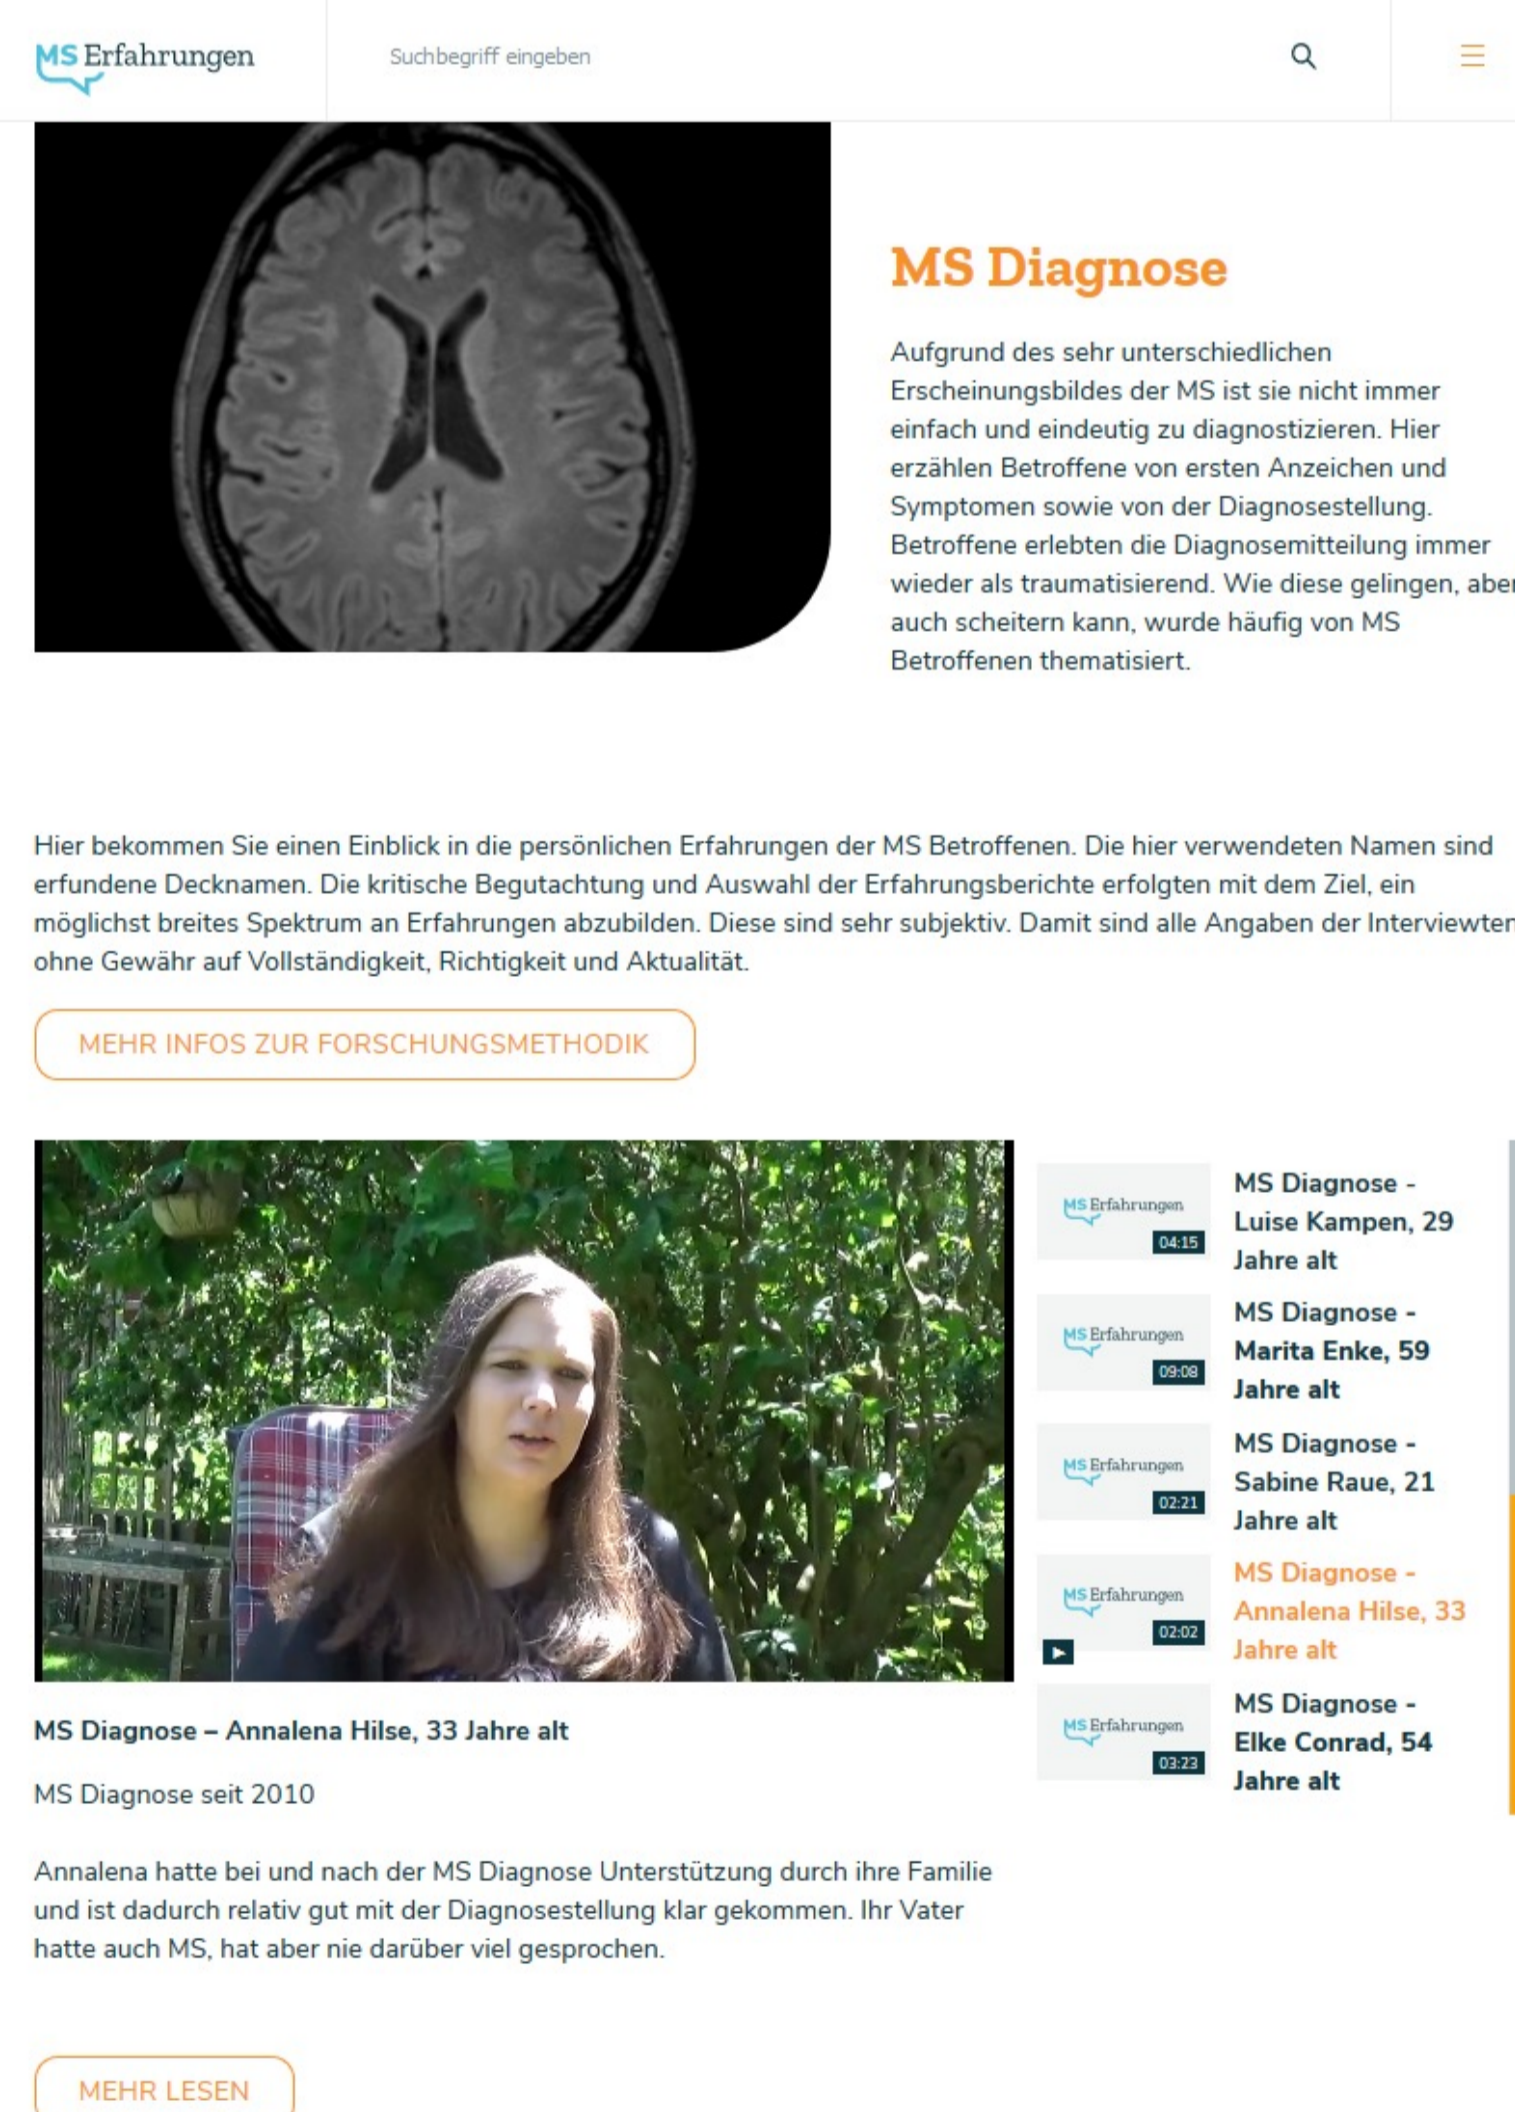 MS Erfahrungen
Suchbegriff eingeben
MS Diagnose
Aufgrund des sehr unterschiedlichen
Erscheinungsbildes der MS ist sie nicht immer
einfach und eindeutig zu diagnostizieren. Hier
erzählen Betroffene von ersten Anzeichen und
Symptomen sowie von der Diagnosestellung.
Betroffene erlebten die Diagnosemitteilung immer
wieder als traumatisierend. Wie diese gelingen, aber
auch scheitern kann, wurde häufig von MS
Betroffenen thematisiert.
Hier bekommen Sie einen Einblick in die persönlichen Erfahrungen der MS Betroffenen. Die hier verwendeten Namen sind
erfundene Decknamen. Die kritische Begutachtung und Auswahl der Erfahrungsberichte erfolgten mit dem Ziel, ein
möglichst breites Spektrum an Erfahrungen abzubilden. Diese sind sehr subjektiv. Damit sind alle Angaben der Interviewten
ohne Gewähr auf Vollständigkeit, Richtigkeit und Aktualität.
MEHR INFOS ZUR FORSCHUNGSMETHODIK
MS Diagnose – Annalena Hilse, 33 Jahre alt
MS Diagnose seit 2010
Annalena hatte bei und nach der MS Diagnose Unterstützung durch ihre Familie
und ist dadurch relativ gut mit der Diagnosestellung klar gekommen. Ihr Vater
hatte auch MS, hat aber nie darüber viel gesprochen.
MEHR LESEN
MS Erfahrungen
04:15
MS Diagnose -
Luise Kampen, 29
Jahre alt
MS Erfahrungen
09:08
MS Diagnose -
Marita Enke, 59
Jahre alt
MS Erfahrungen
02:21
MS Diagnose -
Sabine Raue, 21
Jahre alt
MS Erfahrungen
02:02
MS Diagnose -
Annalena Hilse, 33
Jahre alt
MS Erfahrungen
03:23
MS Diagnose -
Elke Conrad, 54
Jahre alt